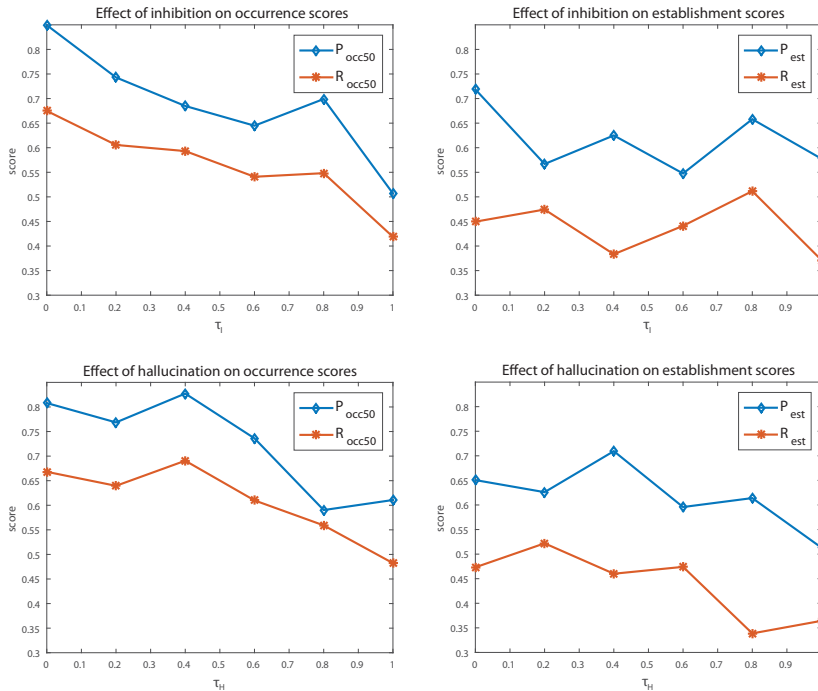 Effect of inhibition on occurrence scores
P occ50
R occ50
score
0.8
0.75
0.7
0.65
0.6
0.55
0.5
0.45
0.4
0.35
0.3
0 0.1 0.2 0.3 0.4 0.5 0.6 0.7 0.8 0.9 1
τ I
Effect of inhibition on establishment scores
P est
R est
score
0.8
0.75
0.7
0.65
0.6
0.55
0.5
0.45
0.4
0.35
0.3
0 0.1 0.2 0.3 0.4 0.5 0.6 0.7 0.8 0.9
τ I
Effect of hallucination on occurrence scores
P occ50
R occ50
score
0.8
0.75
0.7
0.65
0.6
0.55
0.5
0.45
0.4
0.35
0.3
0 0.1 0.2 0.3 0.4 0.5 0.6 0.7 0.8 0.9 1
τ H
Effect of hallucination on establishment scores
P est
R est
score
0.8
0.75
0.7
0.65
0.6
0.55
0.5
0.45
0.4
0.35
0.3
0 0.1 0.2 0.3 0.4 0.5 0.6 0.7 0.8 0.9
τ H